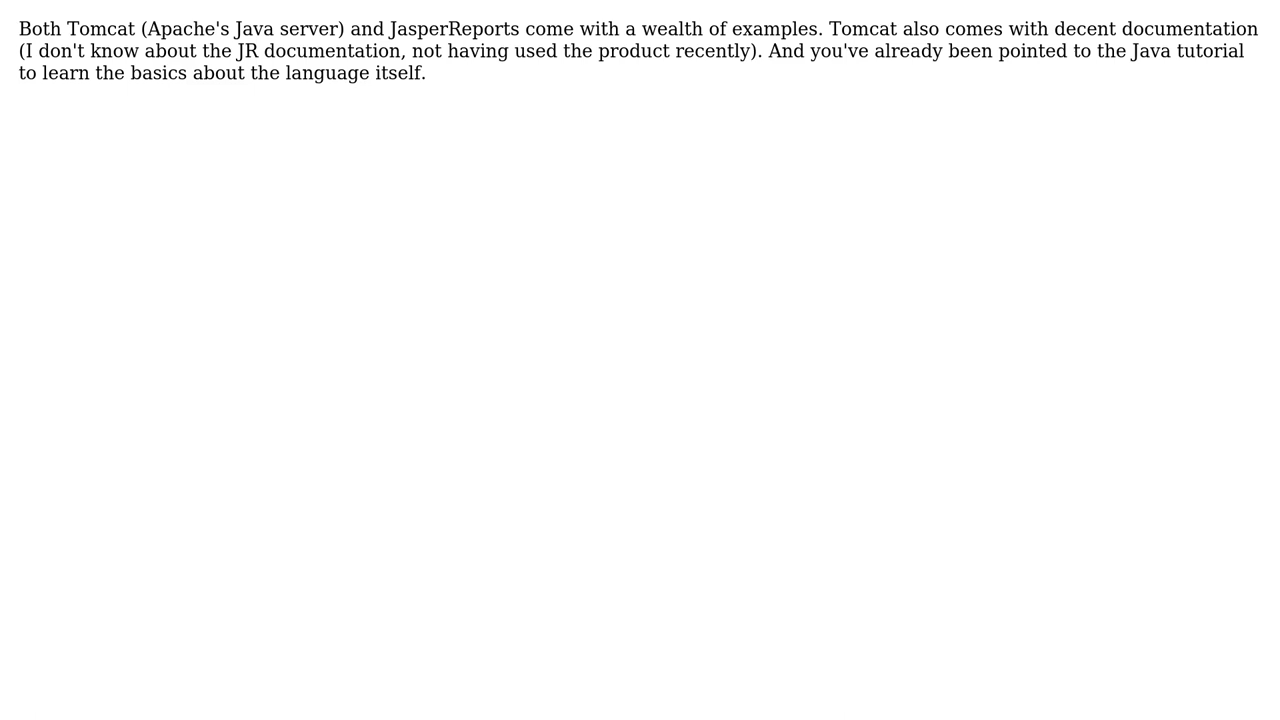 Both Tomcat (Apache's Java server) and JasperReports come with a wealth of examples. Tomcat also comes with decent documentation
(I don't know about the JR documentation, not having used the product recently). And you've already been pointed to the Java tutorial
to learn the basics about the language itself.